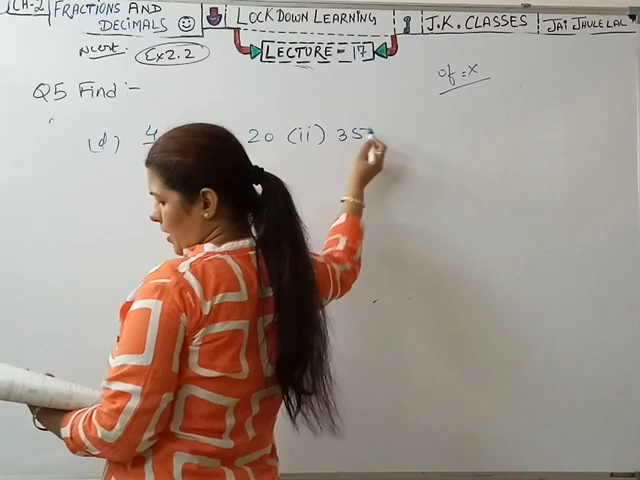 CH-2 FRACTIONS AND DECIMALS
LOCKDOWN LEARNING
J.K. CLASSES
JAI JHULELAL
NCERT Ex 2.2
LECTURE - 17
of = x
Q5 Find :-
(d) 4 20 (ii) 35